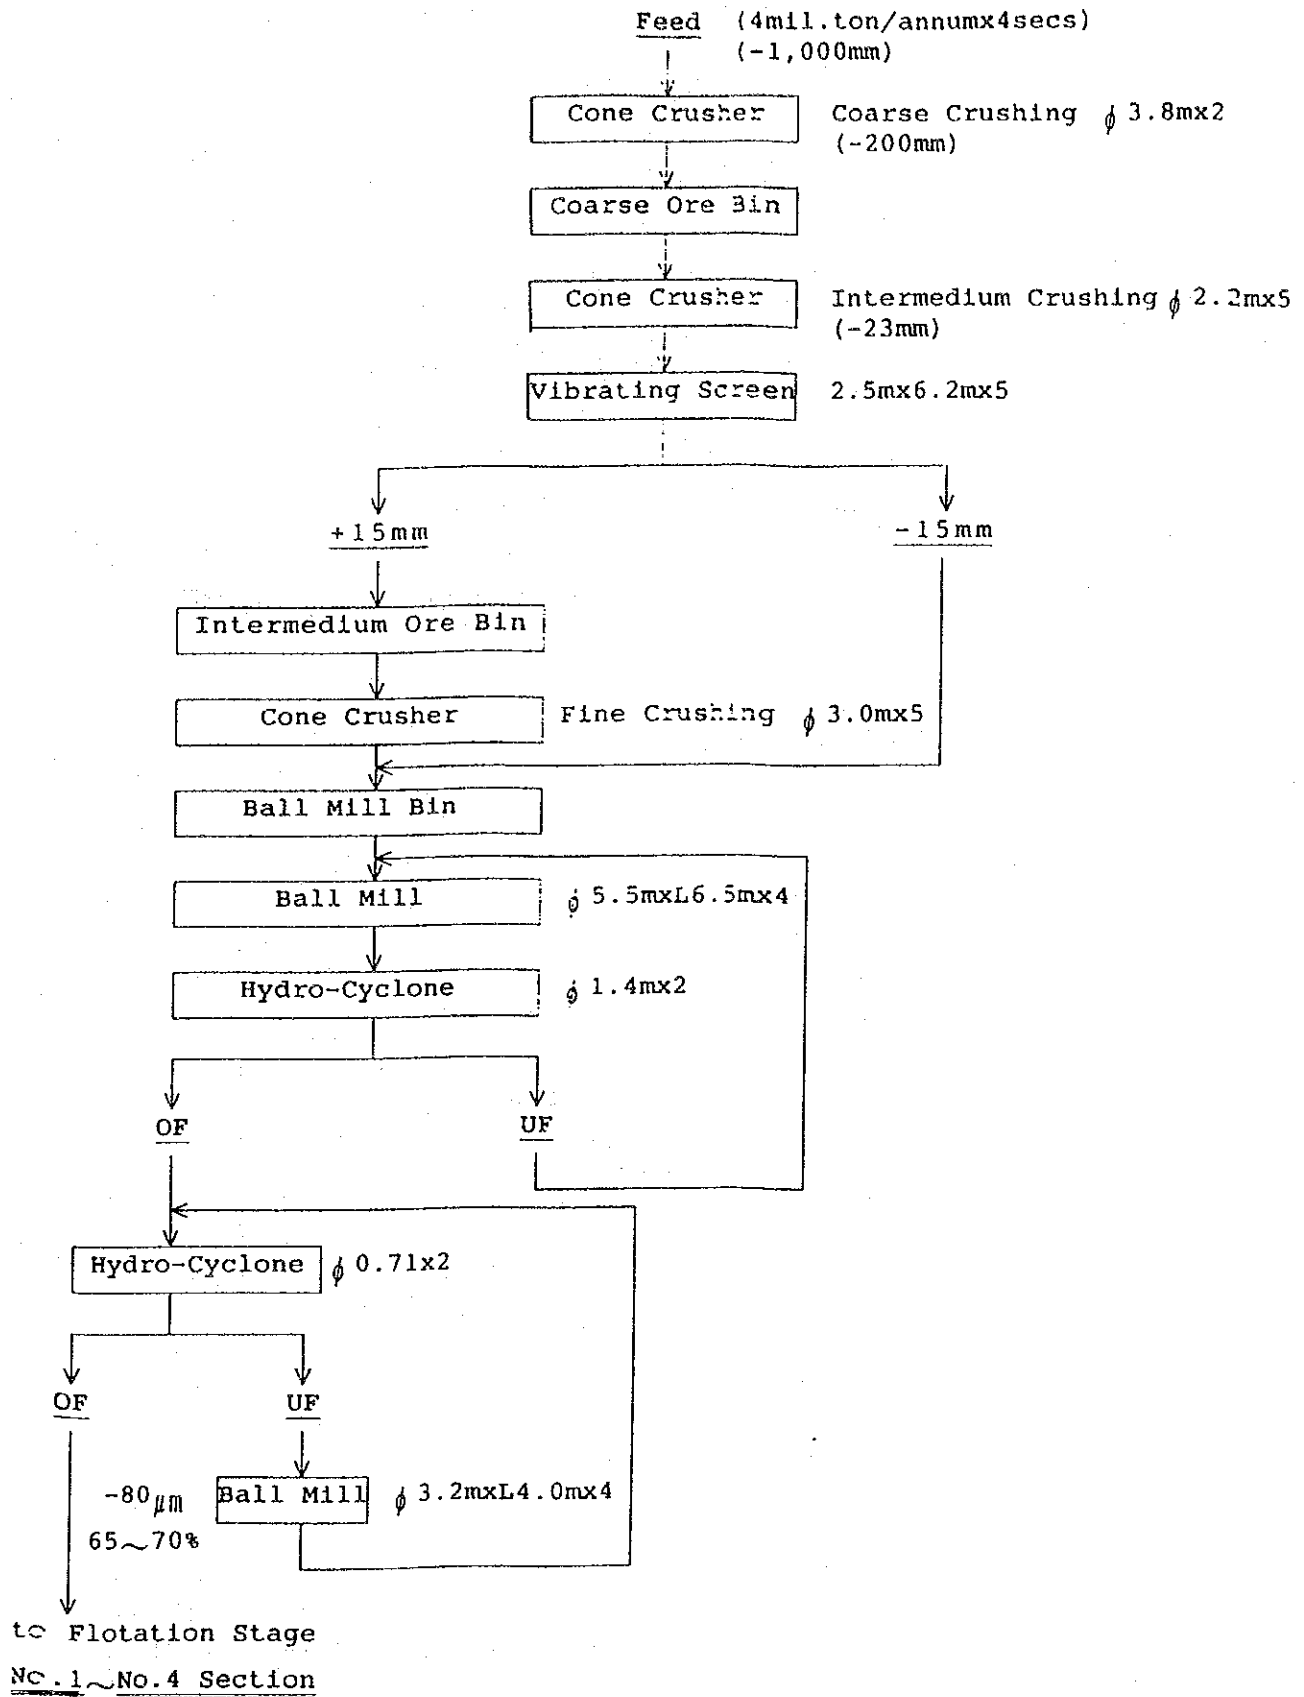 Feed (4mil.ton/annumx4secs)
(-1,000mm)
Cone Crusher Coarse Crushing ϕ 3.8mx2
(-200mm)
Coarse Ore Bin
Cone Crusher Intermedium Crushing ϕ 2.2mx5
(-23mm)
Vibrating Screen 2.5mx6.2mx5
+15mm -15mm
Intermedium Ore Bin
Cone Crusher Fine Crushing ϕ 3.0mx5
Ball Mill Bin
Ball Mill ϕ 5.5mxL6.5mx4
Hydro-Cyclone ϕ 1.4mx2
OF UF
Hydro-Cyclone ϕ 0.71x2
OF UF
-80μm Ball Mill ϕ 3.2mxL4.0mx4
65~70%
to Flotation Stage
No.1~No.4 Section